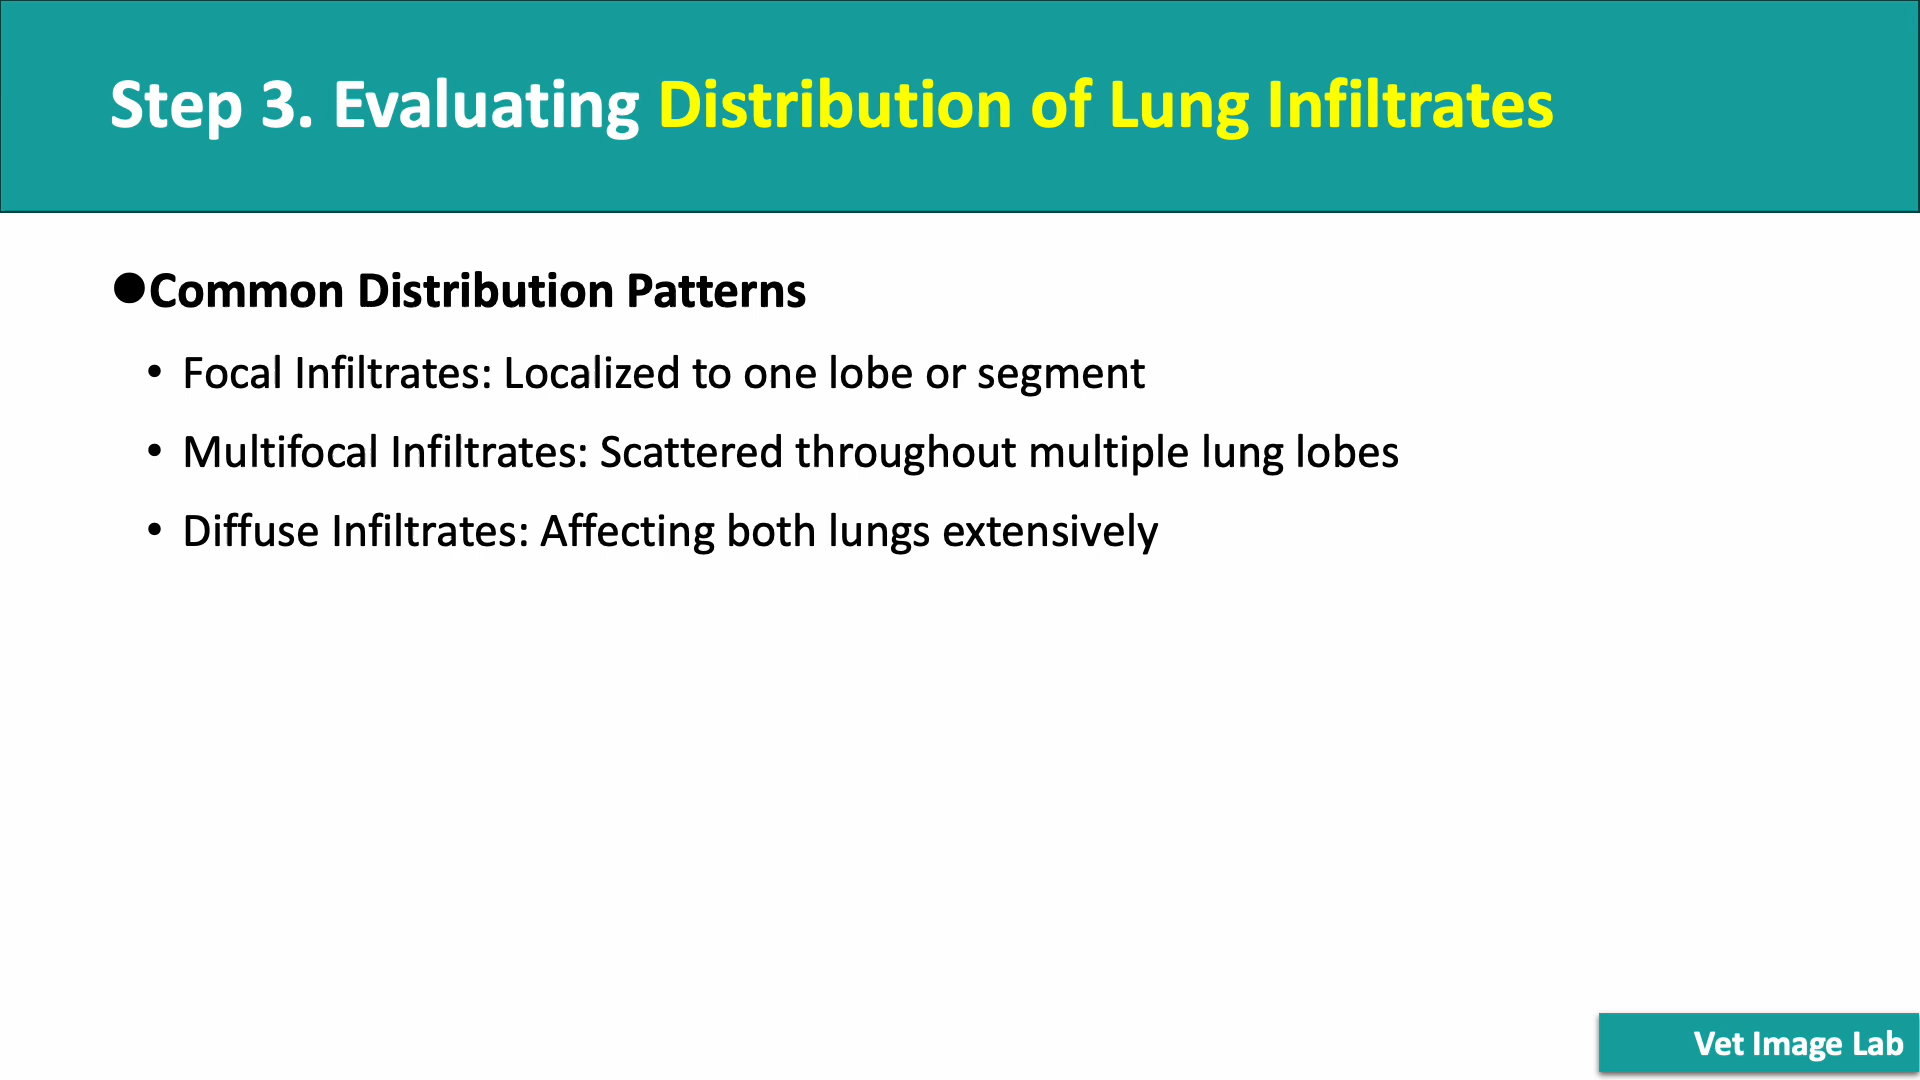 Step 3. Evaluating Distribution of Lung Infiltrates
●Common Distribution Patterns
• Focal Infiltrates: Localized to one lobe or segment
• Multifocal Infiltrates: Scattered throughout multiple lung lobes
• Diffuse Infiltrates: Affecting both lungs extensively
Vet Image Lab